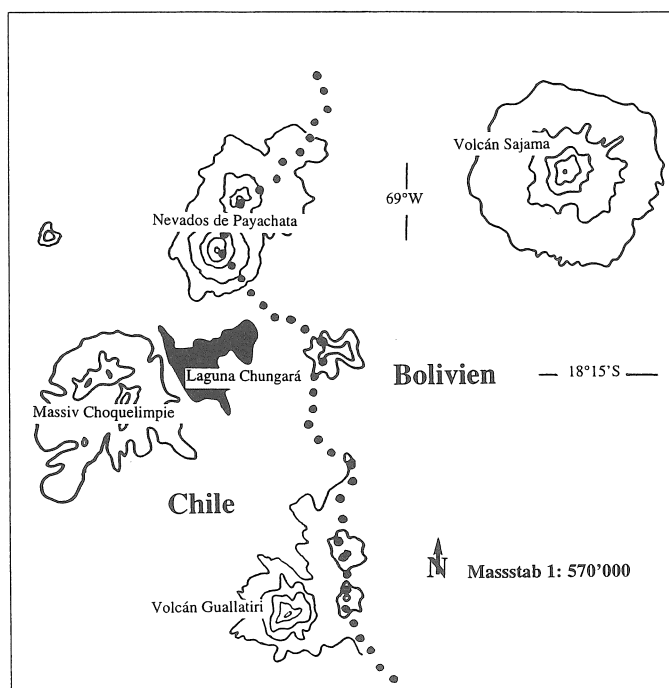 Volcán Sajama
69°W
Nevados de Payachata
Laguna Chungará
Bolivien
18°15'S
Massiv Choquelimpie
Chile
N
Massstab 1: 570'000
Volcán Guallatiri